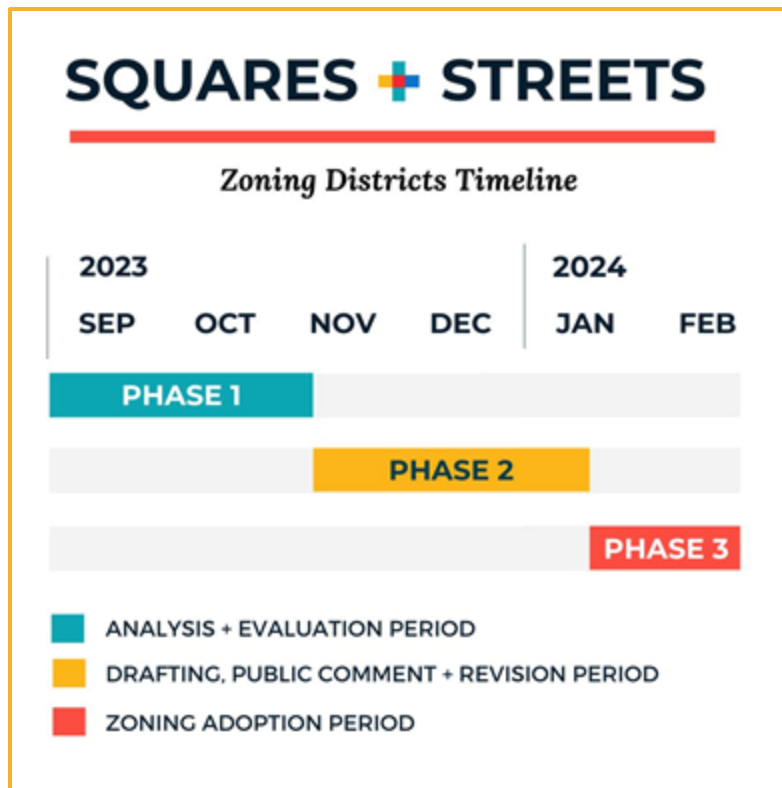 SQUARES + STREETS
Zoning Districts Timeline
2023 2024
SEP OCT NOV DEC JAN FEB
PHASE 1
PHASE 2
PHASE 3
ANALYSIS + EVALUATION PERIOD
DRAFTING, PUBLIC COMMENT + REVISION PERIOD
ZONING ADOPTION PERIOD